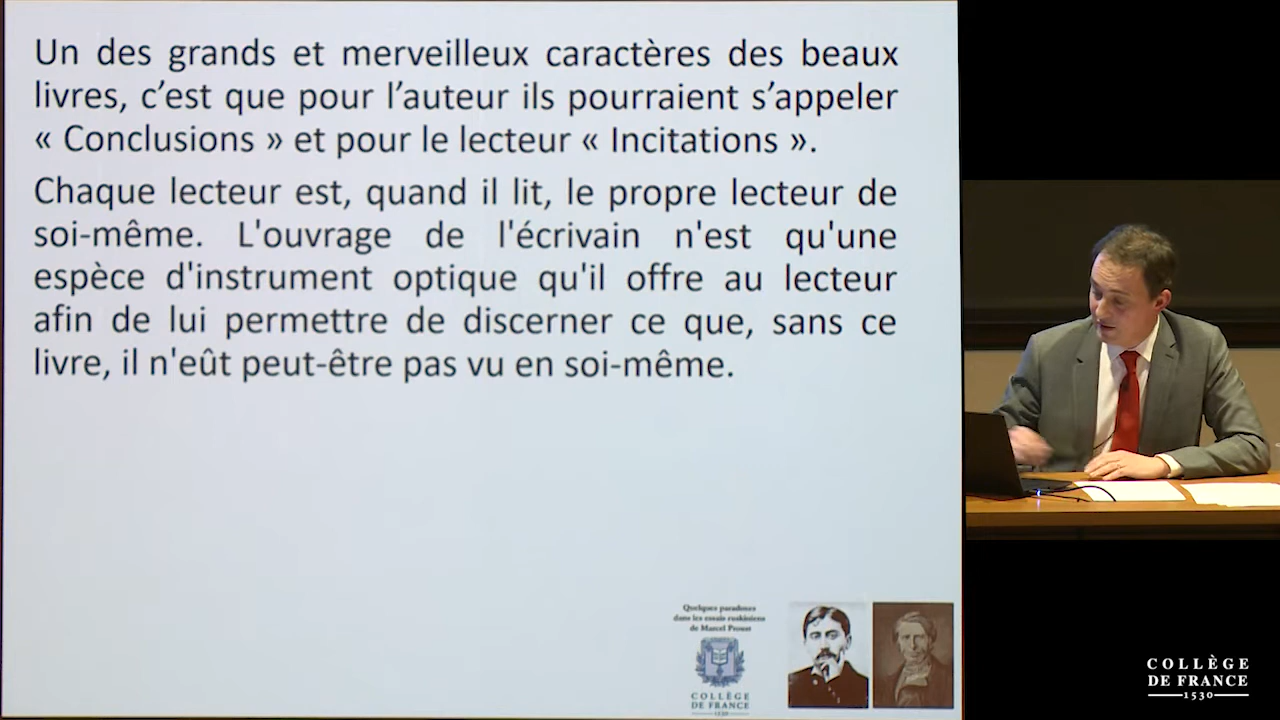 Un des grands et merveilleux caractères des beaux
livres, c’est que pour l’auteur ils pourraient s’appeler
« Conclusions » et pour le lecteur « Incitations ».
Chaque lecteur est, quand il lit, le propre lecteur de
soi-même. L'ouvrage de l'écrivain n'est qu'une
espèce d'instrument optique qu'il offre au lecteur
afin de lui permettre de discerner ce que, sans ce
livre, il n'eût peut-être pas vu en soi-même.
Quelques paradoxes
dans les essais ruskiniens
de Marcel Proust
COLLÈGE
DE FRANCE
1530
COLLÈGE
DE FRANCE
1530